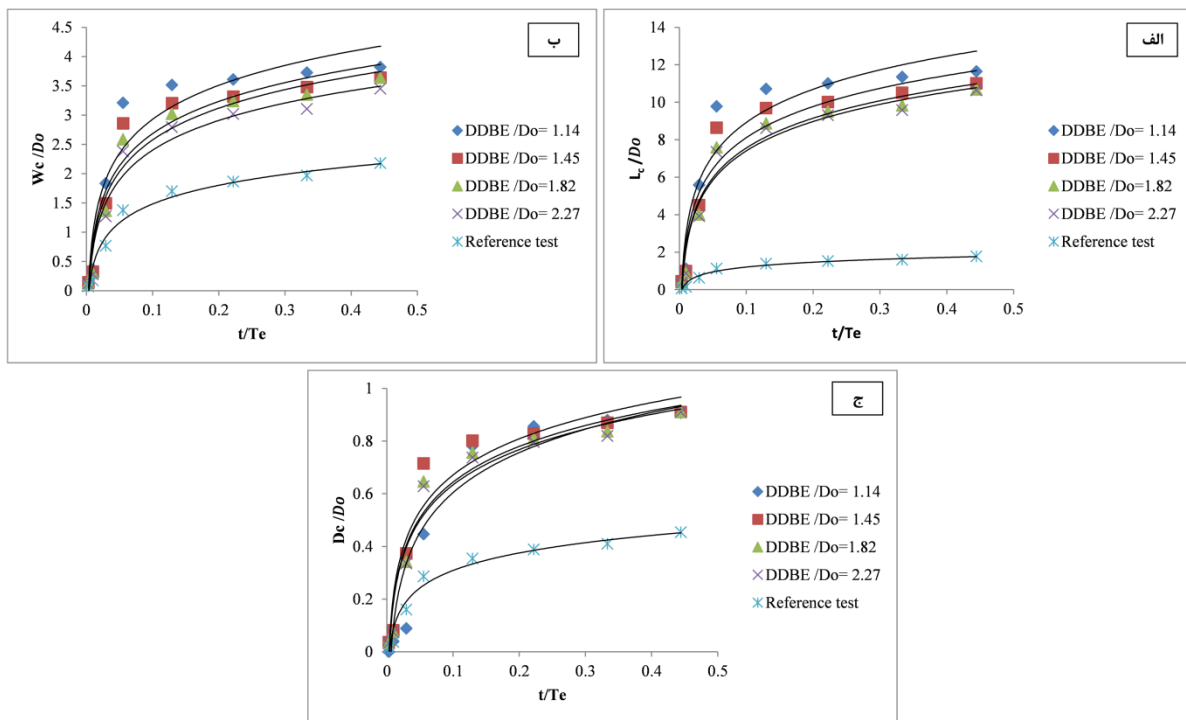 ب
Wc /Do
4.5
4
3.5
3
2.5
2
1.5
1
0.5
0
0 0.1 0.2 0.3 0.4 0.5
t/Te
DDBE /Do= 1.14
DDBE /Do= 1.45
DDBE /Do=1.82
DDBE /Do= 2.27
Reference test
الف
Lc /Do
14
12
10
8
6
4
2
0
0 0.1 0.2 0.3 0.4 0.5
t/Te
DDBE /Do= 1.14
DDBE /Do= 1.45
DDBE /Do=1.82
DDBE /Do= 2.27
Reference test
ج
Dc /Do
1
0.8
0.6
0.4
0.2
0
0 0.1 0.2 0.3 0.4 0.5
t/Te
DDBE /Do= 1.14
DDBE /Do= 1.45
DDBE /Do=1.82
DDBE /Do= 2.27
Reference test